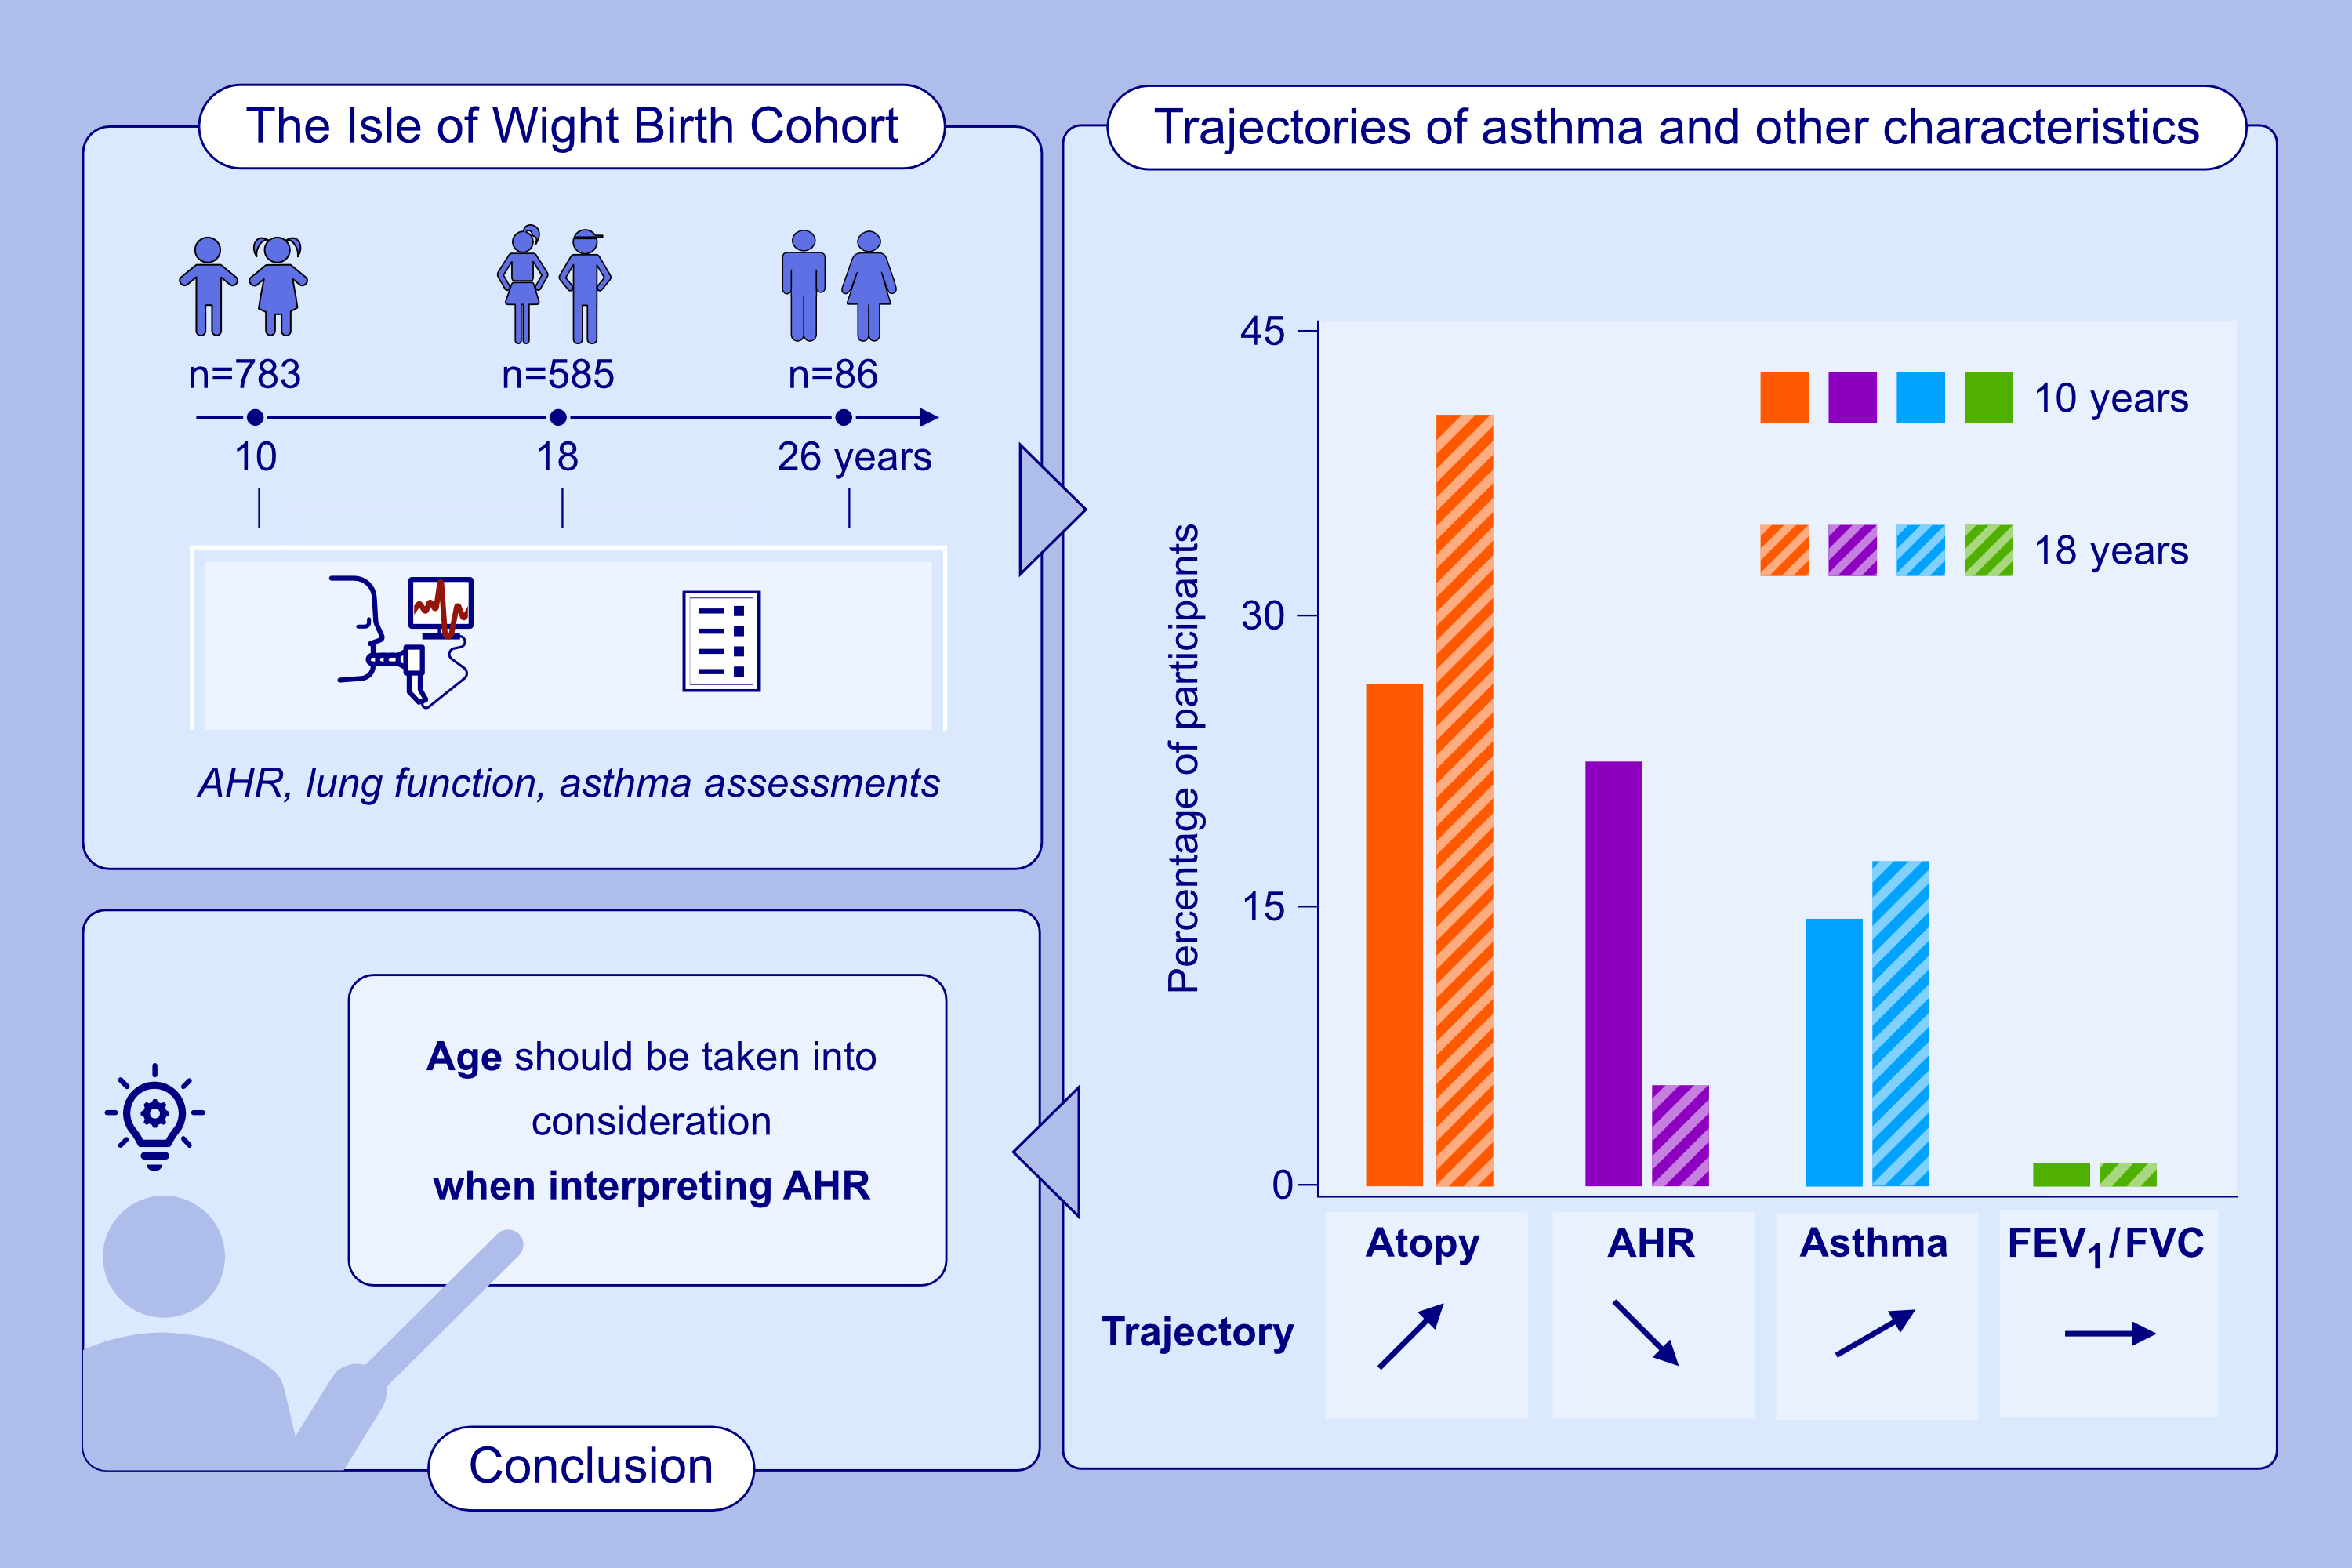 The Isle of Wight Birth Cohort
n=783
n=585
n=86
10
18
26 years
AHR, lung function, asthma assessments
Trajectories of asthma and other characteristics
Percentage of participants
45
30
15
0
10 years
18 years
Atopy
AHR
Asthma
FEV₁/FVC
Trajectory
Age should be taken into
consideration
when interpreting AHR
Conclusion